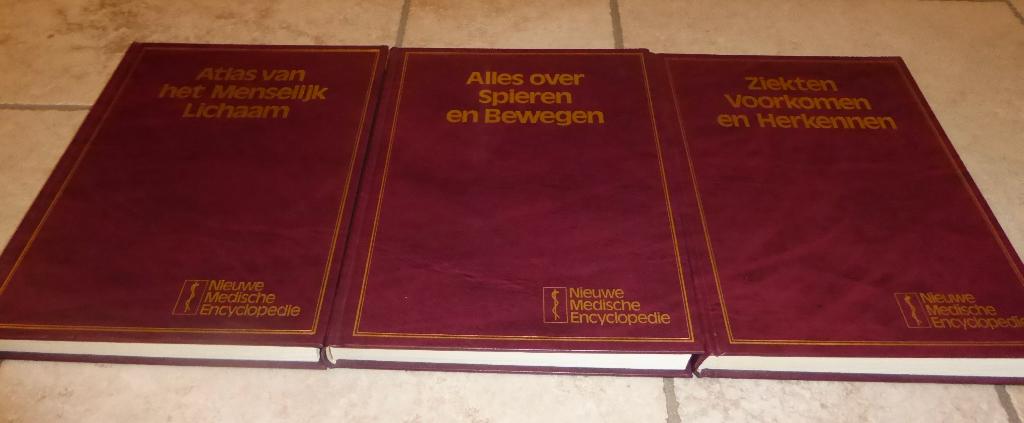 Atlas van
het Menselijk
Lichaam
Nieuwe
Medische
Encyclopedie
Alles over
Spieren
en Bewegen
Nieuwe
Medische
Encyclopedie
Ziekten
Voorkomen
en Herkennen
Nieuwe
Medische
Encyclopedie